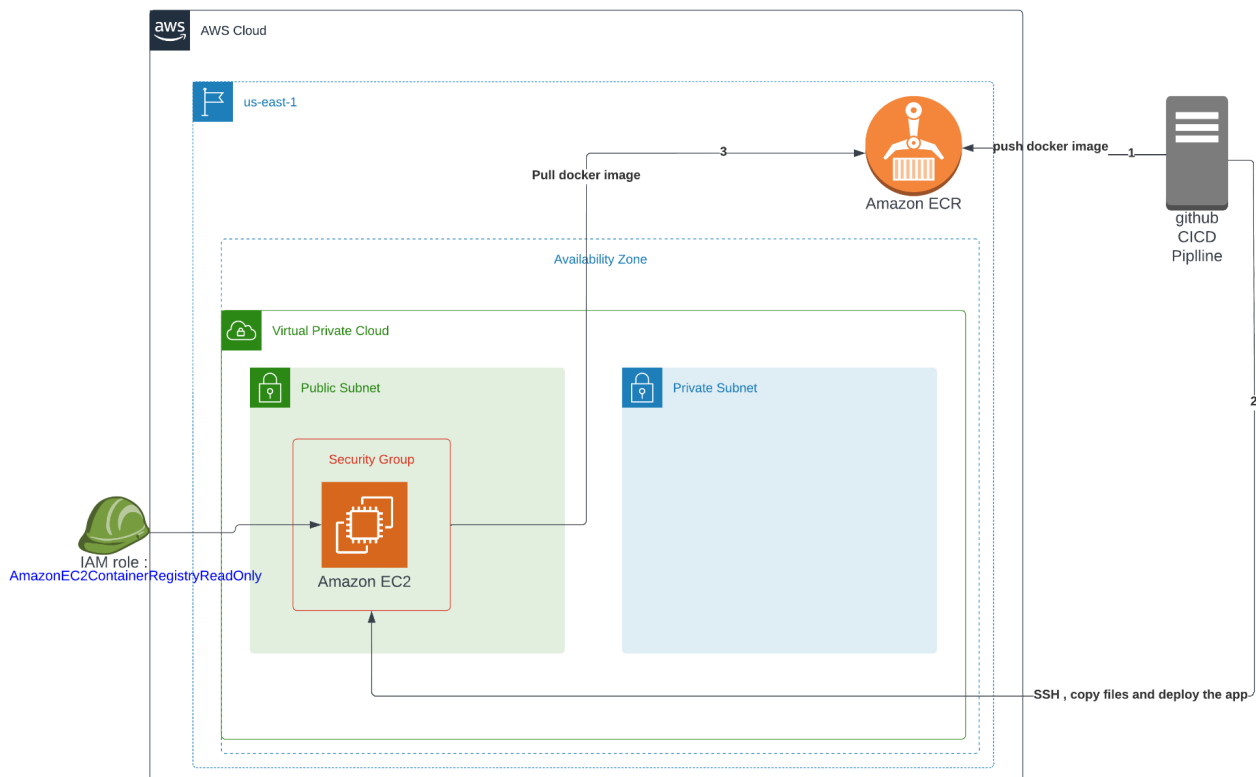 aws
AWS Cloud
us-east-1
3
push docker image
1
Pull docker image
Amazon ECR
github
CICD
Piplline
Availability Zone
Virtual Private Cloud
Public Subnet
Private Subnet
2
Security Group
IAM role :
AmazonEC2ContainerRegistryReadOnly
Amazon EC2
SSH , copy files and deploy the app